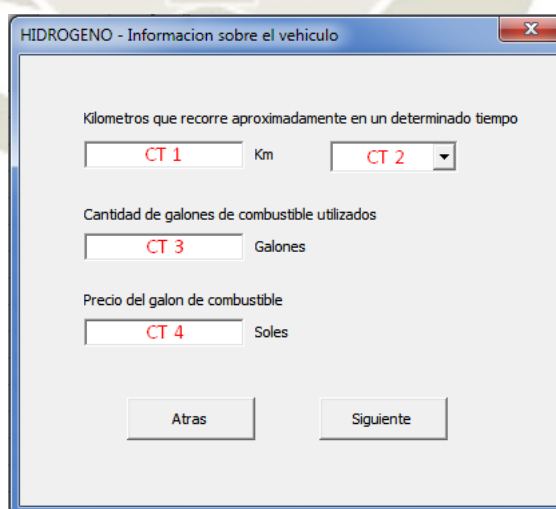 HIDROGENO - Informacion sobre el vehiculo
Kilometros que recorre aproximadamente en un determinado tiempo
CT 1 Km CT 2
Cantidad de galones de combustible utilizados
CT 3 Galones
Precio del galon de combustible
CT 4 Soles
Atras Siguiente